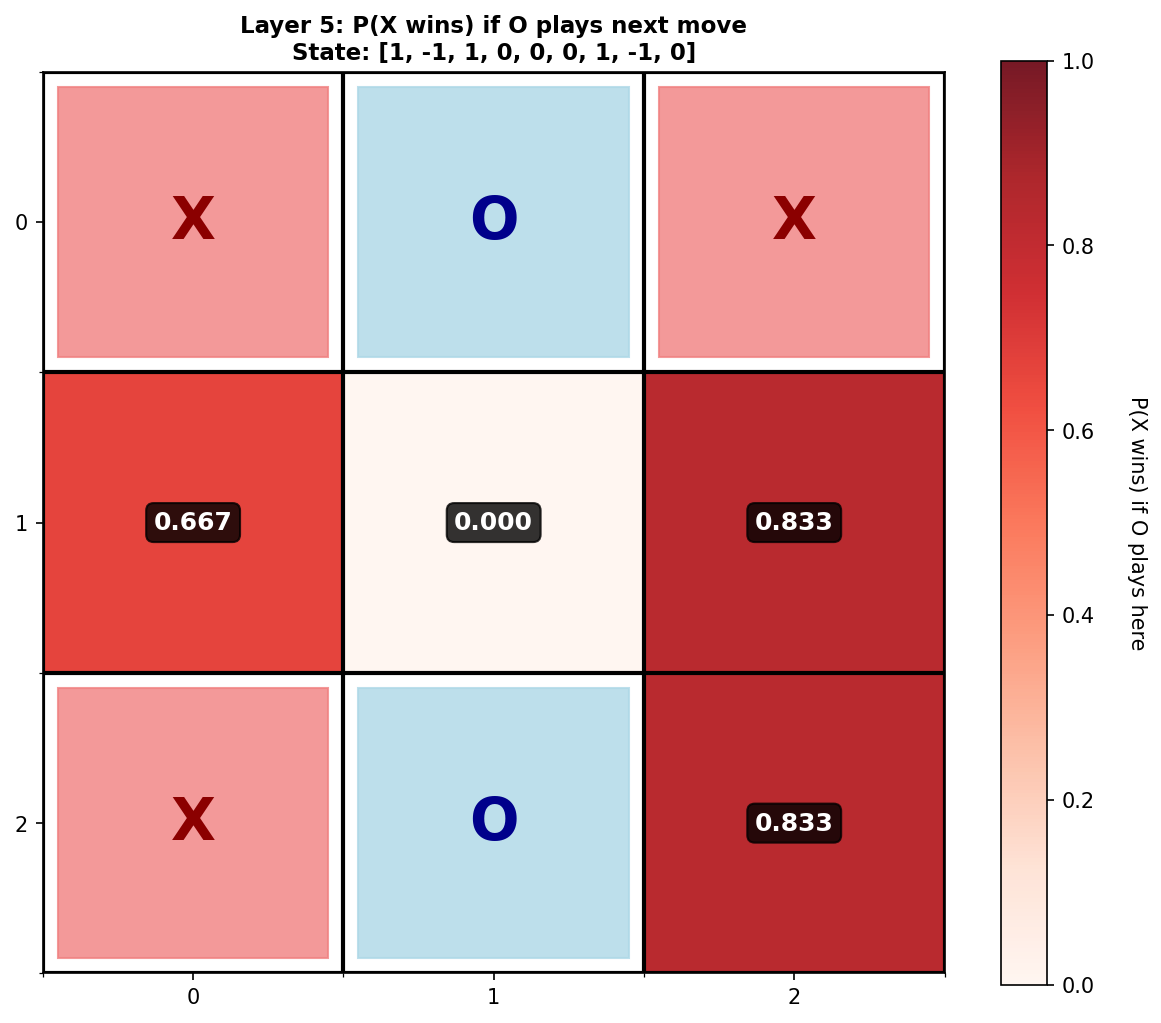 Layer 5: P(X wins) if O plays next move
State: [1, -1, 1, 0, 0, 0, 1, -1, 0]
X O X
0.667 0.000 0.833
X O 0.833
0
1
2
0 1 2
1.0
0.8
0.6
0.4
0.2
0.0
P(X wins) if O plays here